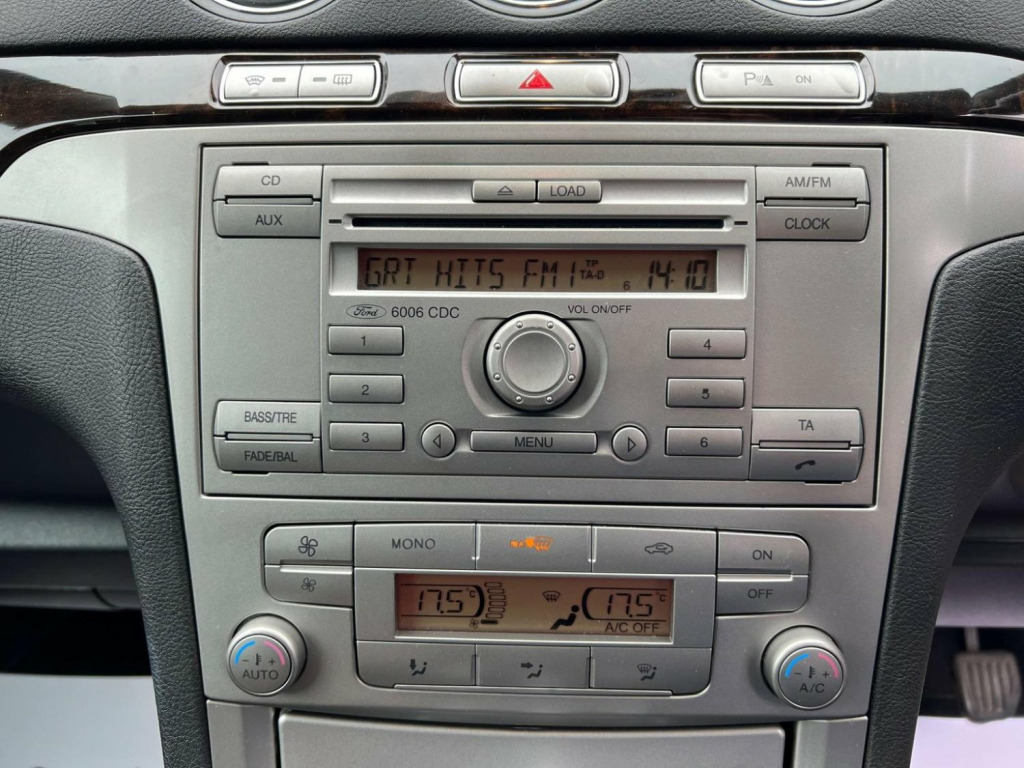 P ON
CD
AUX
LOAD
AM/FM
CLOCK
GRT HITS FM1 TP TA-D 6 14:10
Ford 6006 CDC
VOL ON/OFF
1
4
2
5
3
6
BASS/TRE
FADE/BAL
MENU
TA
MONO
ON
OFF
17.5°C
17.5°C
A/C OFF
- +
AUTO
- +
A/C